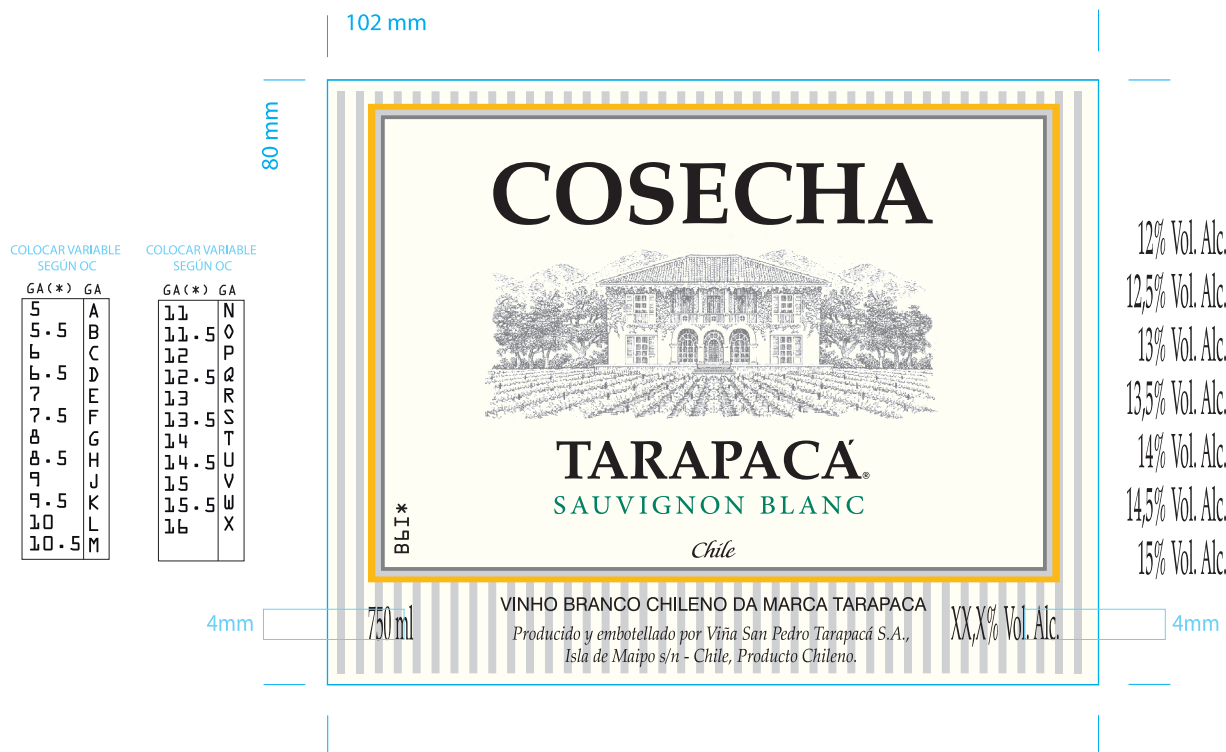 102 mm
80 mm
COLOCAR VARIABLE
SEGÚN OC
GA(*) GA
5 A
5.5 B
6 C
6.5 D
7 E
7.5 F
8 G
8.5 H
9 J
9.5 K
10 L
10.5 M
COLOCAR VARIABLE
SEGÚN OC
GA(*) GA
11 N
11.5 O
12 P
12.5 Q
13 R
13.5 S
14 T
14.5 U
15 V
15.5 W
16 X
COSECHA
TARAPACÁ®
SAUVIGNON BLANC
Chile
B6I*
750 ml
VINHO BRANCO CHILENO DA MARCA TARAPACA
Producido y embotellado por Viña San Pedro Tarapacá S.A.,
Isla de Maipo s/n - Chile, Producto Chileno.
XX,X% Vol. Alc.
4mm
4mm
12% Vol. Alc.
12,5% Vol. Alc.
13% Vol. Alc.
13,5% Vol. Alc.
14% Vol. Alc.
14,5% Vol. Alc.
15% Vol. Alc.